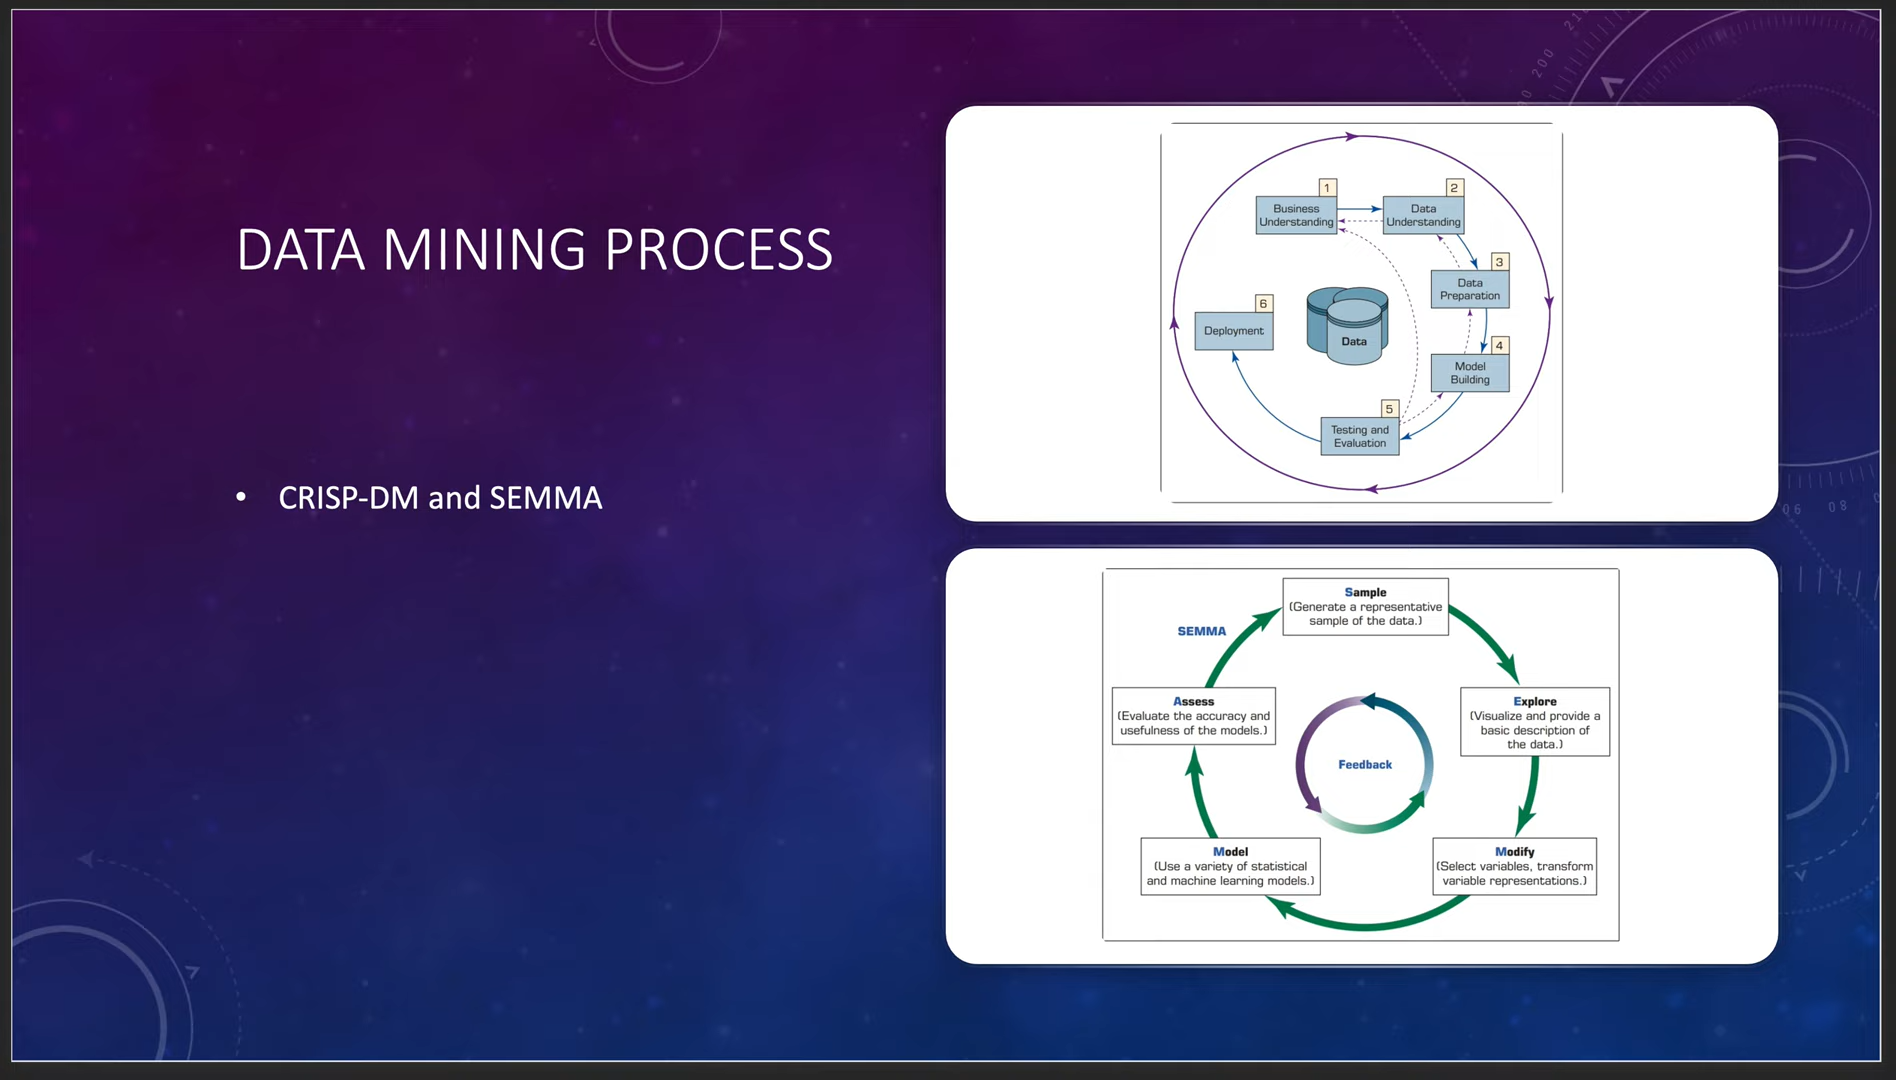 DATA MINING PROCESS
• CRISP-DM and SEMMA
1
Business
Understanding
2
Data
Understanding
3
Data
Preparation
4
Model
Building
5
Testing and
Evaluation
6
Deployment
Data
SEMMA
Sample
(Generate a representative
sample of the data.)
Explore
(Visualize and provide a
basic description of
the data.)
Modify
(Select variables, transform
variable representations.)
Model
(Use a variety of statistical
and machine learning models.)
Assess
(Evaluate the accuracy and
usefulness of the models.)
Feedback
200
08